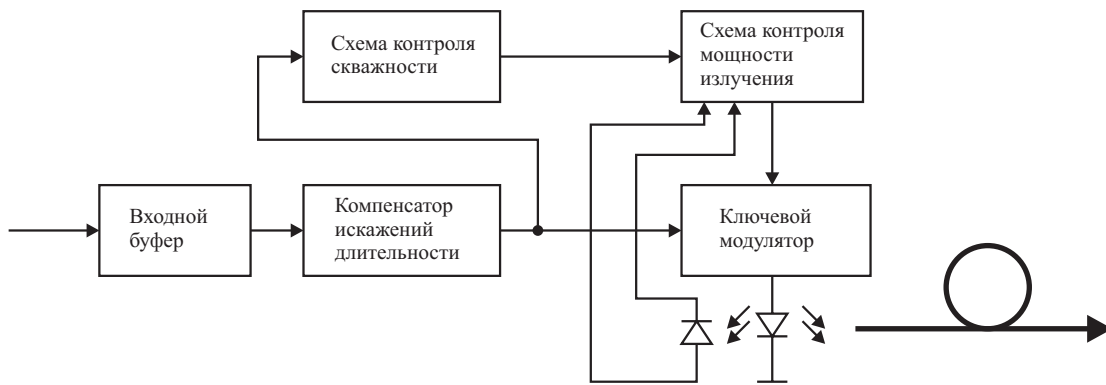 Схема контроля
скважности
Схема контроля
мощности
излучения
Входной
буфер
Компенсатор
искажений
длительности
Ключевой
модулятор